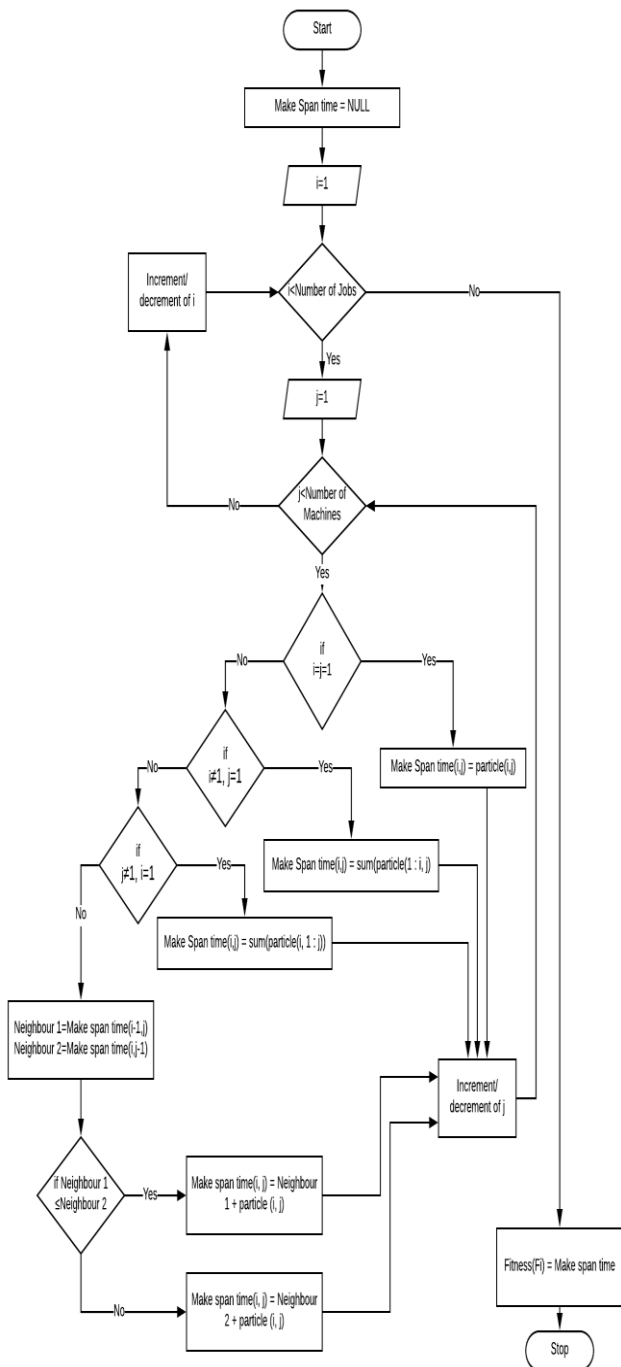 Start
Make Span time = NULL
i=1
Increment/
decrement of i
i<Number of Jobs
No
Yes
j=1
j<Number of
Machines
No
Yes
if
i=j=1
No
Yes
if
i≠1, j=1
Make Span time(i,j) = particle(i,j)
No
Yes
if
j≠1, i=1
Make Span time(i,j) = sum(particle(1 : i, j)
Yes
No
Make Span time(i,j) = sum(particle(i, 1 : j))
Neighbour 1=Make span time(i-1,j)
Neighbour 2=Make span time(i,j-1)
Increment/
decrement of j
if Neighbour 1
≤Neighbour 2
Yes
Make span time(i, j) = Neighbour
1 + particle (i, j)
Fitness(Fi) = Make span time
No
Make span time(i, j) = Neighbour
2 + particle (i, j)
Stop